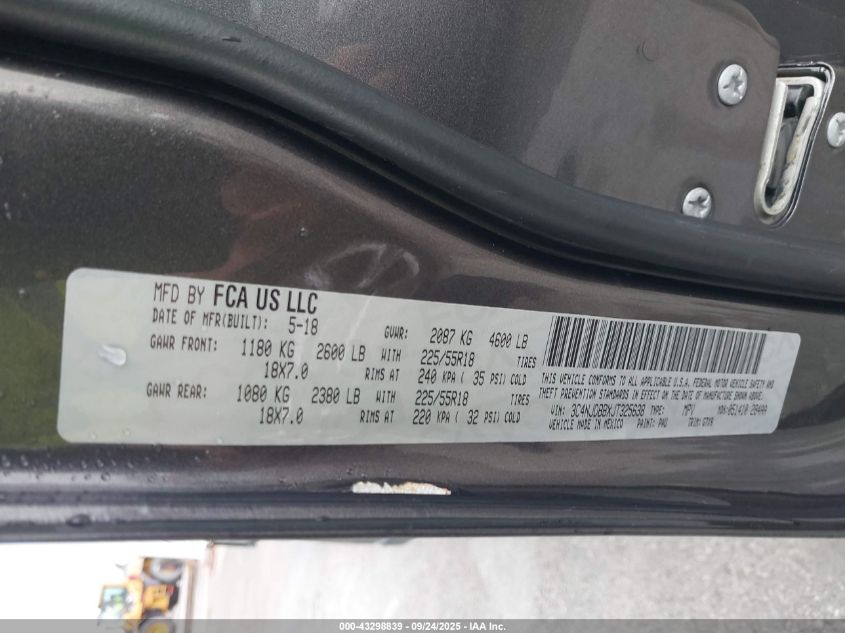 MFD BY FCA US LLC
DATE OF MFR(BUILT): 5-18 GVWR: 2087 KG 4600 LB
GAWR FRONT: 1180 KG 2600 LB WITH 225/55R18 TIRES
18X7.0 RIMS AT 240 KPA ( 35 PSI) COLD
GAWR REAR: 1080 KG 2380 LB WITH 225/55R18 TIRES
18X7.0 RIMS AT 220 KPA ( 32 PSI) COLD
THIS VEHICLE CONFORMS TO ALL APPLICABLE U.S.A. FEDERAL MOTOR VEHICLE SAFETY AND
THEFT PREVENTION STANDARDS IN EFFECT ON THE DATE OF MANUFACTURE SHOWN ABOVE.
VIN: 3C4NJDBBXJT325638 TYPE: MPV MDH:
VEHICLE MADE IN MEXICO PAINT: PAU TRIM:
000-43298839 - 09/24/2025 - IAA Inc.